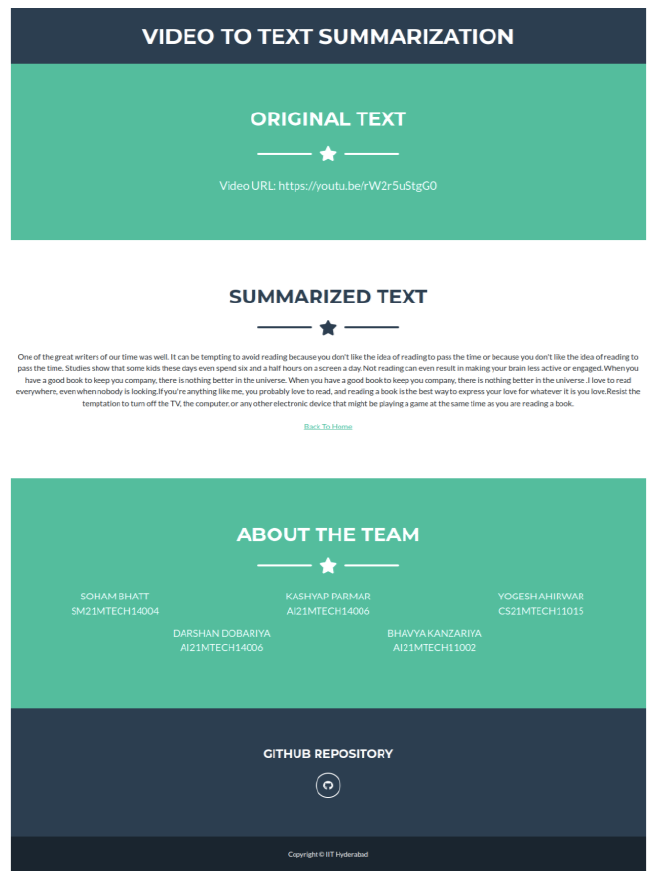 VIDEO TO TEXT SUMMARIZATION
ORIGINAL TEXT
Video URL: https://youtu.be/rW2r5uStgG0
SUMMARIZED TEXT
One of the great writers of our time was well. It can be tempting to avoid reading because you don't like the idea of reading to pass the time or because you don't like the idea of reading to
pass the time. Studies show that some kids these days even spend six and a half hours on a screen a day. Not reading can even result in making your brain less active or engaged. When you
have a good book to keep you company, there is nothing better in the universe. When you have a good book to keep you company, there is nothing better in the universe .I love to read
everywhere, even when nobody is looking.If you're anything like me, you probably love to read, and reading a book is the best way to express your love for whatever it is you love.Resist the
temptation to turn off the TV, the computer, or any other electronic device that might be playing a game at the same time as you are reading a book.
Back To Home
ABOUT THE TEAM
SOHAM BHATT
SM21MTECH14004
KASHYAP PARMAR
AI21MTECH14006
YOGESH AHIRWAR
CS21MTECH11015
DARSHAN DOBARIYA
AI21MTECH14006
BHAVYA KANZARIYA
AI21MTECH11002
GITHUB REPOSITORY
Copyright © IIT Hyderabad